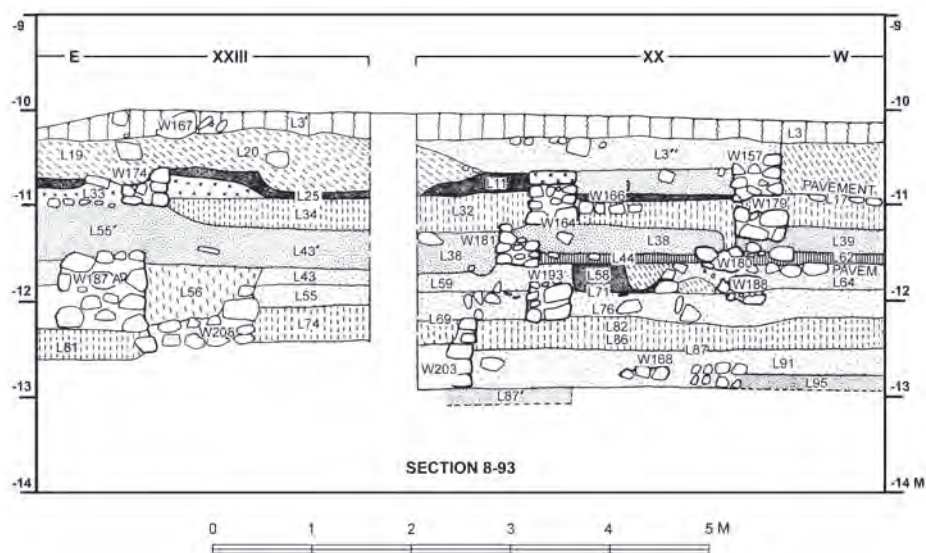 -9 -9
E XXIII XX W
-10 -10
W167 L3' L3
L19 L20 L3'' W157
W174 L11 PAVEMENT
L33 L25 W166 L17
-11 W179 -11
L34 L32 W164
L55' L43' W181 L38 L39
L38 L44 W180 L62
W187A L43 L59 W193 L58 PAVEM.
L56 L55 L71 W188 L64
-12 -12
L69 L76
W205 L74 L82
L81 L86
L87
W203 W168 L91
L95
-13 L87' -13
SECTION 8-93
-14 -14 M
0 1 2 3 4 5 M